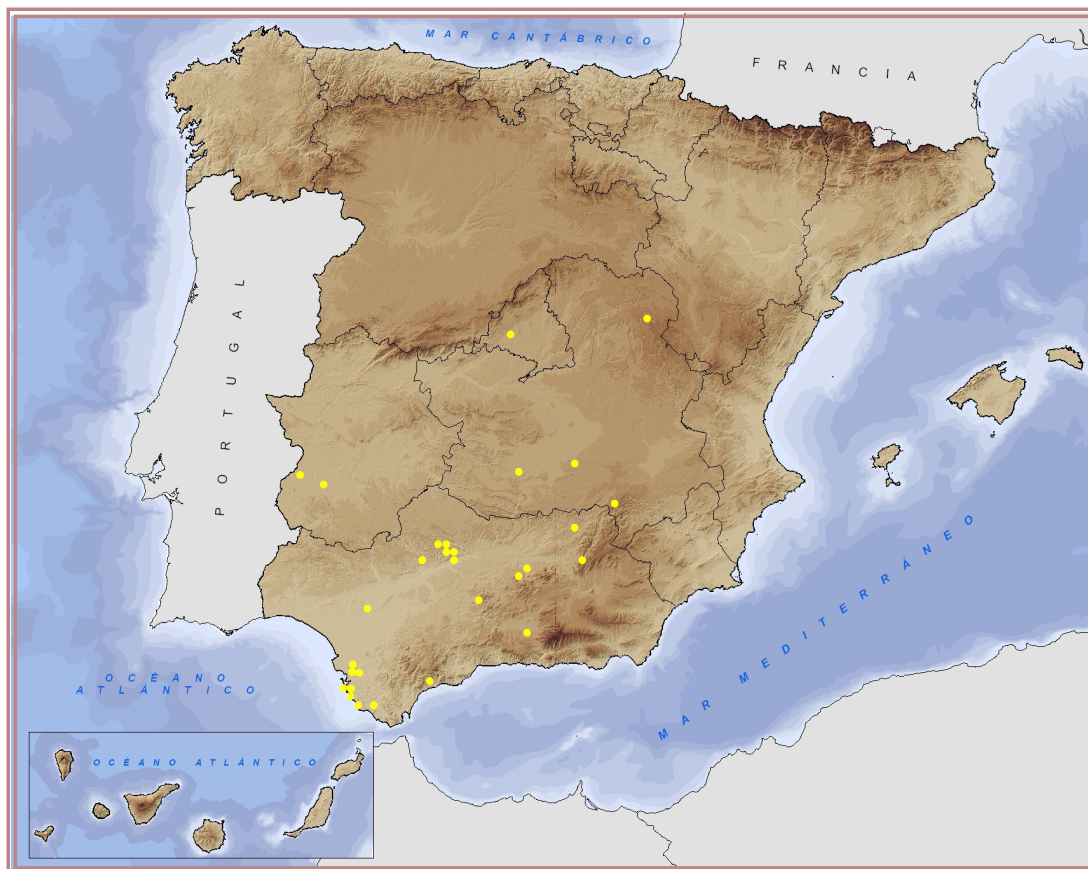 MAR CANTÁBRICO
FRANCIA
PORTUGAL
MAR MEDITERRÁNEO
OCÉANO
ATLÁNTICO
OCÉANO ATLÁNTICO